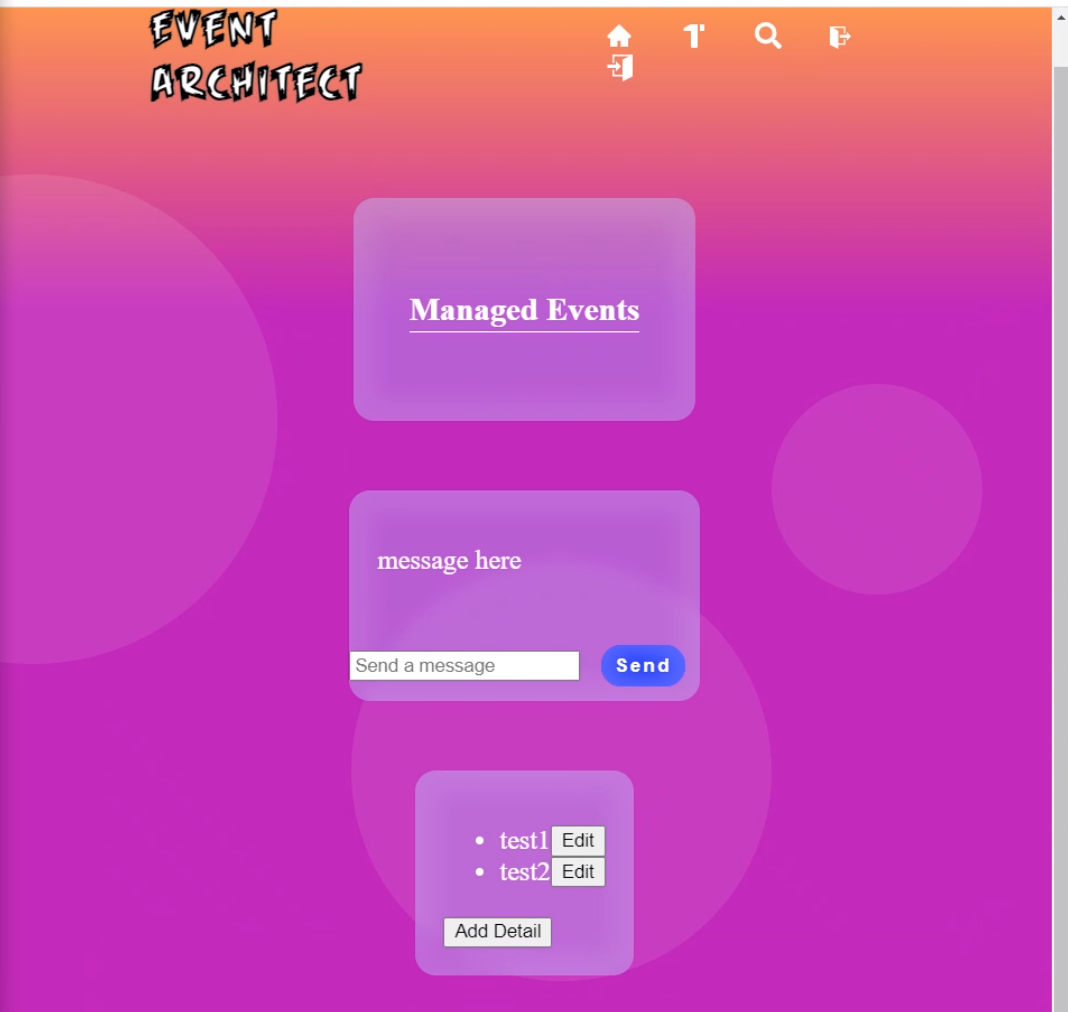 EVENT
ARCHITECT
Managed Events
message here
Send a message
Send
test1 Edit
test2 Edit
Add Detail